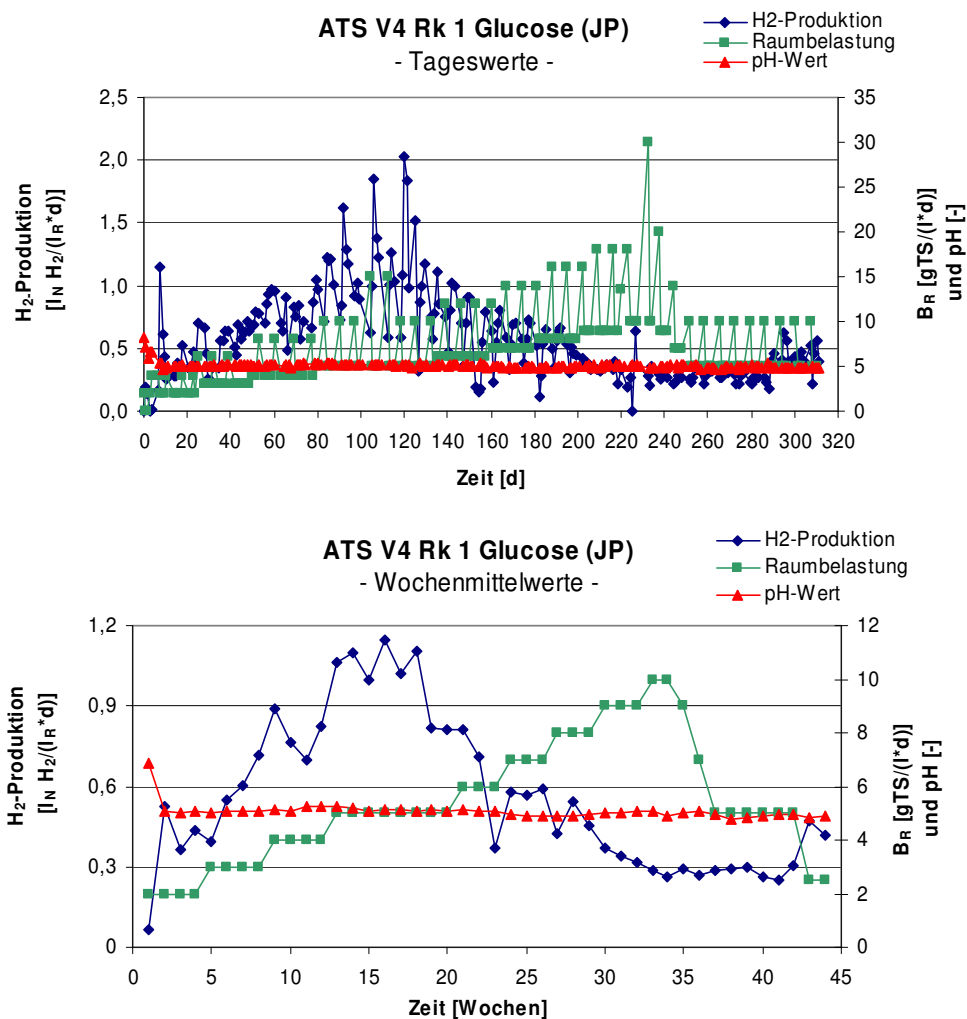 ATS V4 Rk 1 Glucose (JP)
- Tageswerte -
H2-Produktion
Raumbelastung
pH-Wert
2,5
2,0
1,5
1,0
0,5
0,0
35
30
25
20
15
10
5
0
H₂-Produktion
[lN H₂/(lR*d)]
BR [gTS/(l*d)]
und pH [-]
0 20 40 60 80 100 120 140 160 180 200 220 240 260 280 300 320
Zeit [d]
ATS V4 Rk 1 Glucose (JP)
- Wochenmittelwerte -
H2-Produktion
Raumbelastung
pH-Wert
1,2
0,9
0,6
0,3
0
12
10
8
6
4
2
0
H₂-Produktion
[lN H₂/(lR*d)]
BR [gTS/(l*d)]
und pH [-]
0 5 10 15 20 25 30 35 40 45
Zeit [Wochen]